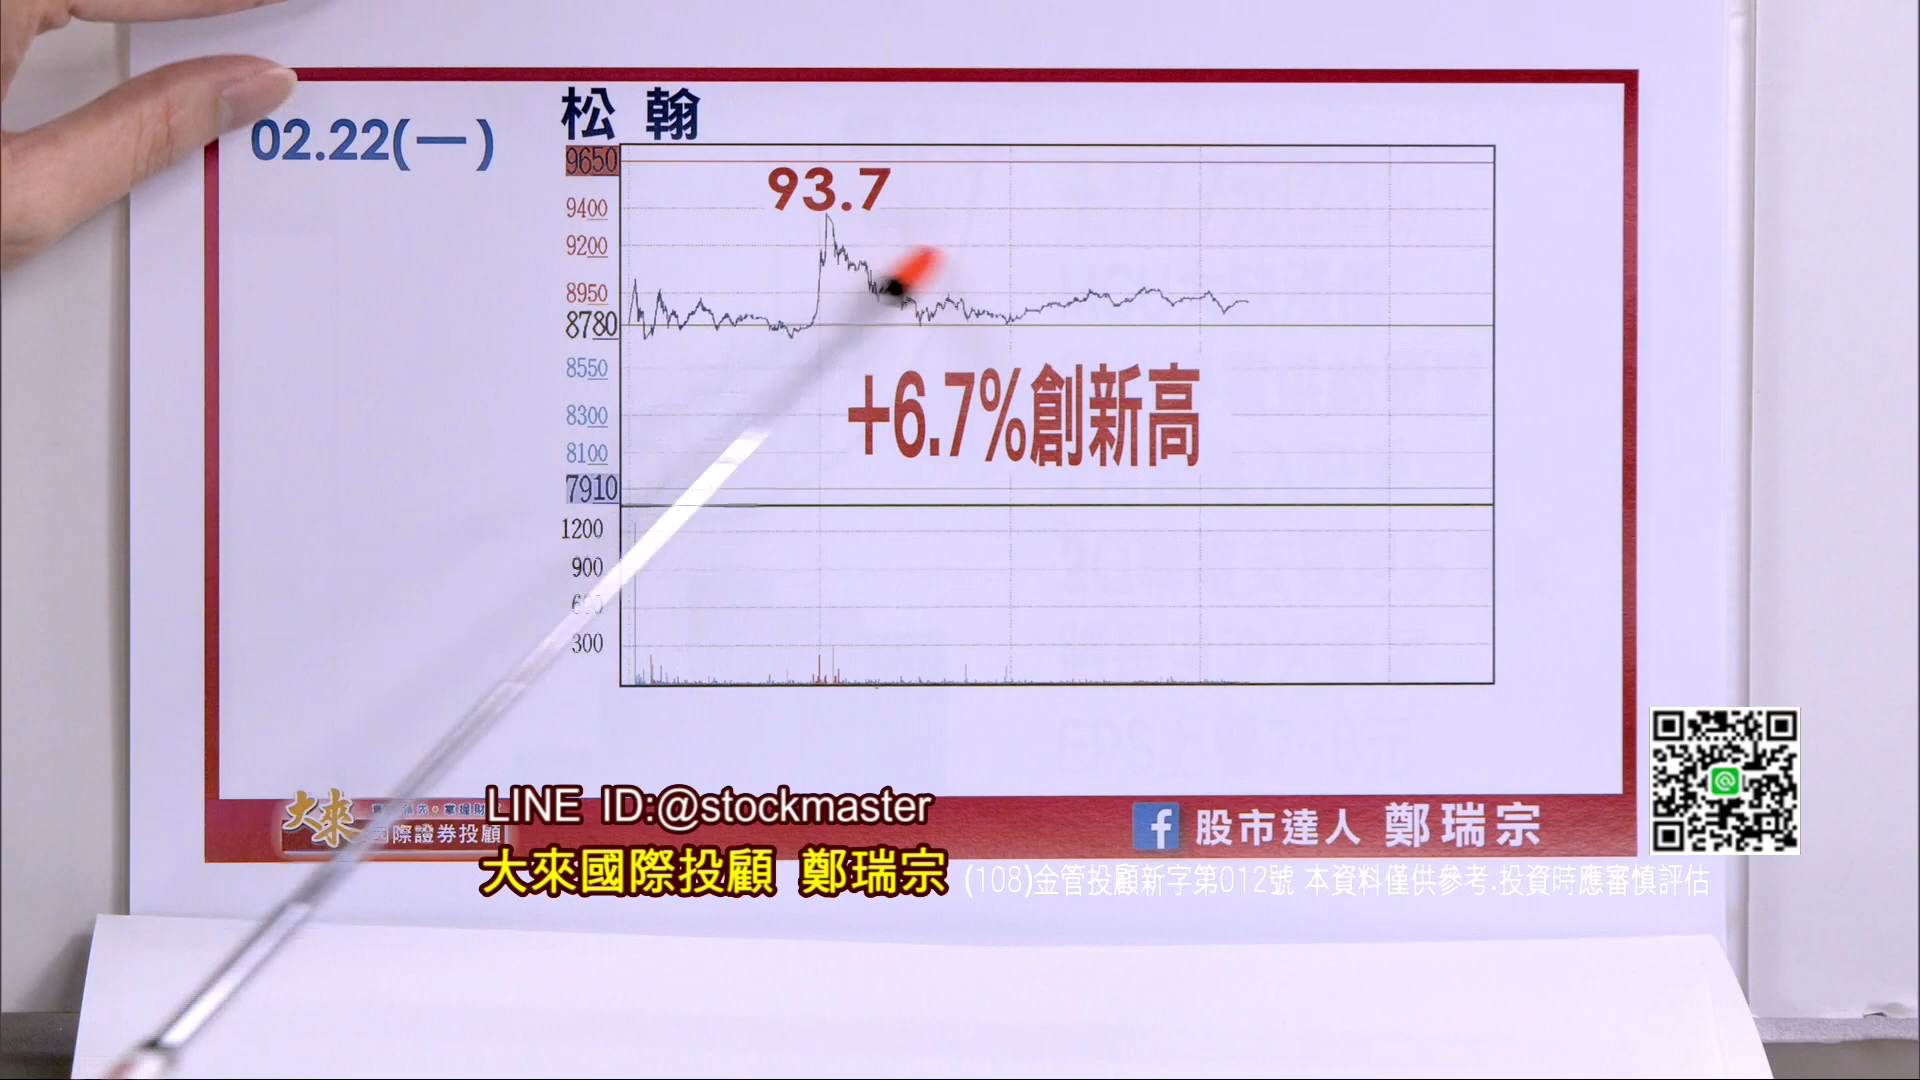 02.22(一)
松翰
9650
93.7
9400
9200
8950
8780
8550
+6.7%創新高
8300
8100
7910
1200
900
600
300
LINE ID:@stockmaster
大來
國際證券投顧
股市達人 鄭瑞宗
大來國際投顧 鄭瑞宗
(108)金管投顧新字第012號 本資料僅供參考.投資時應審慎評估